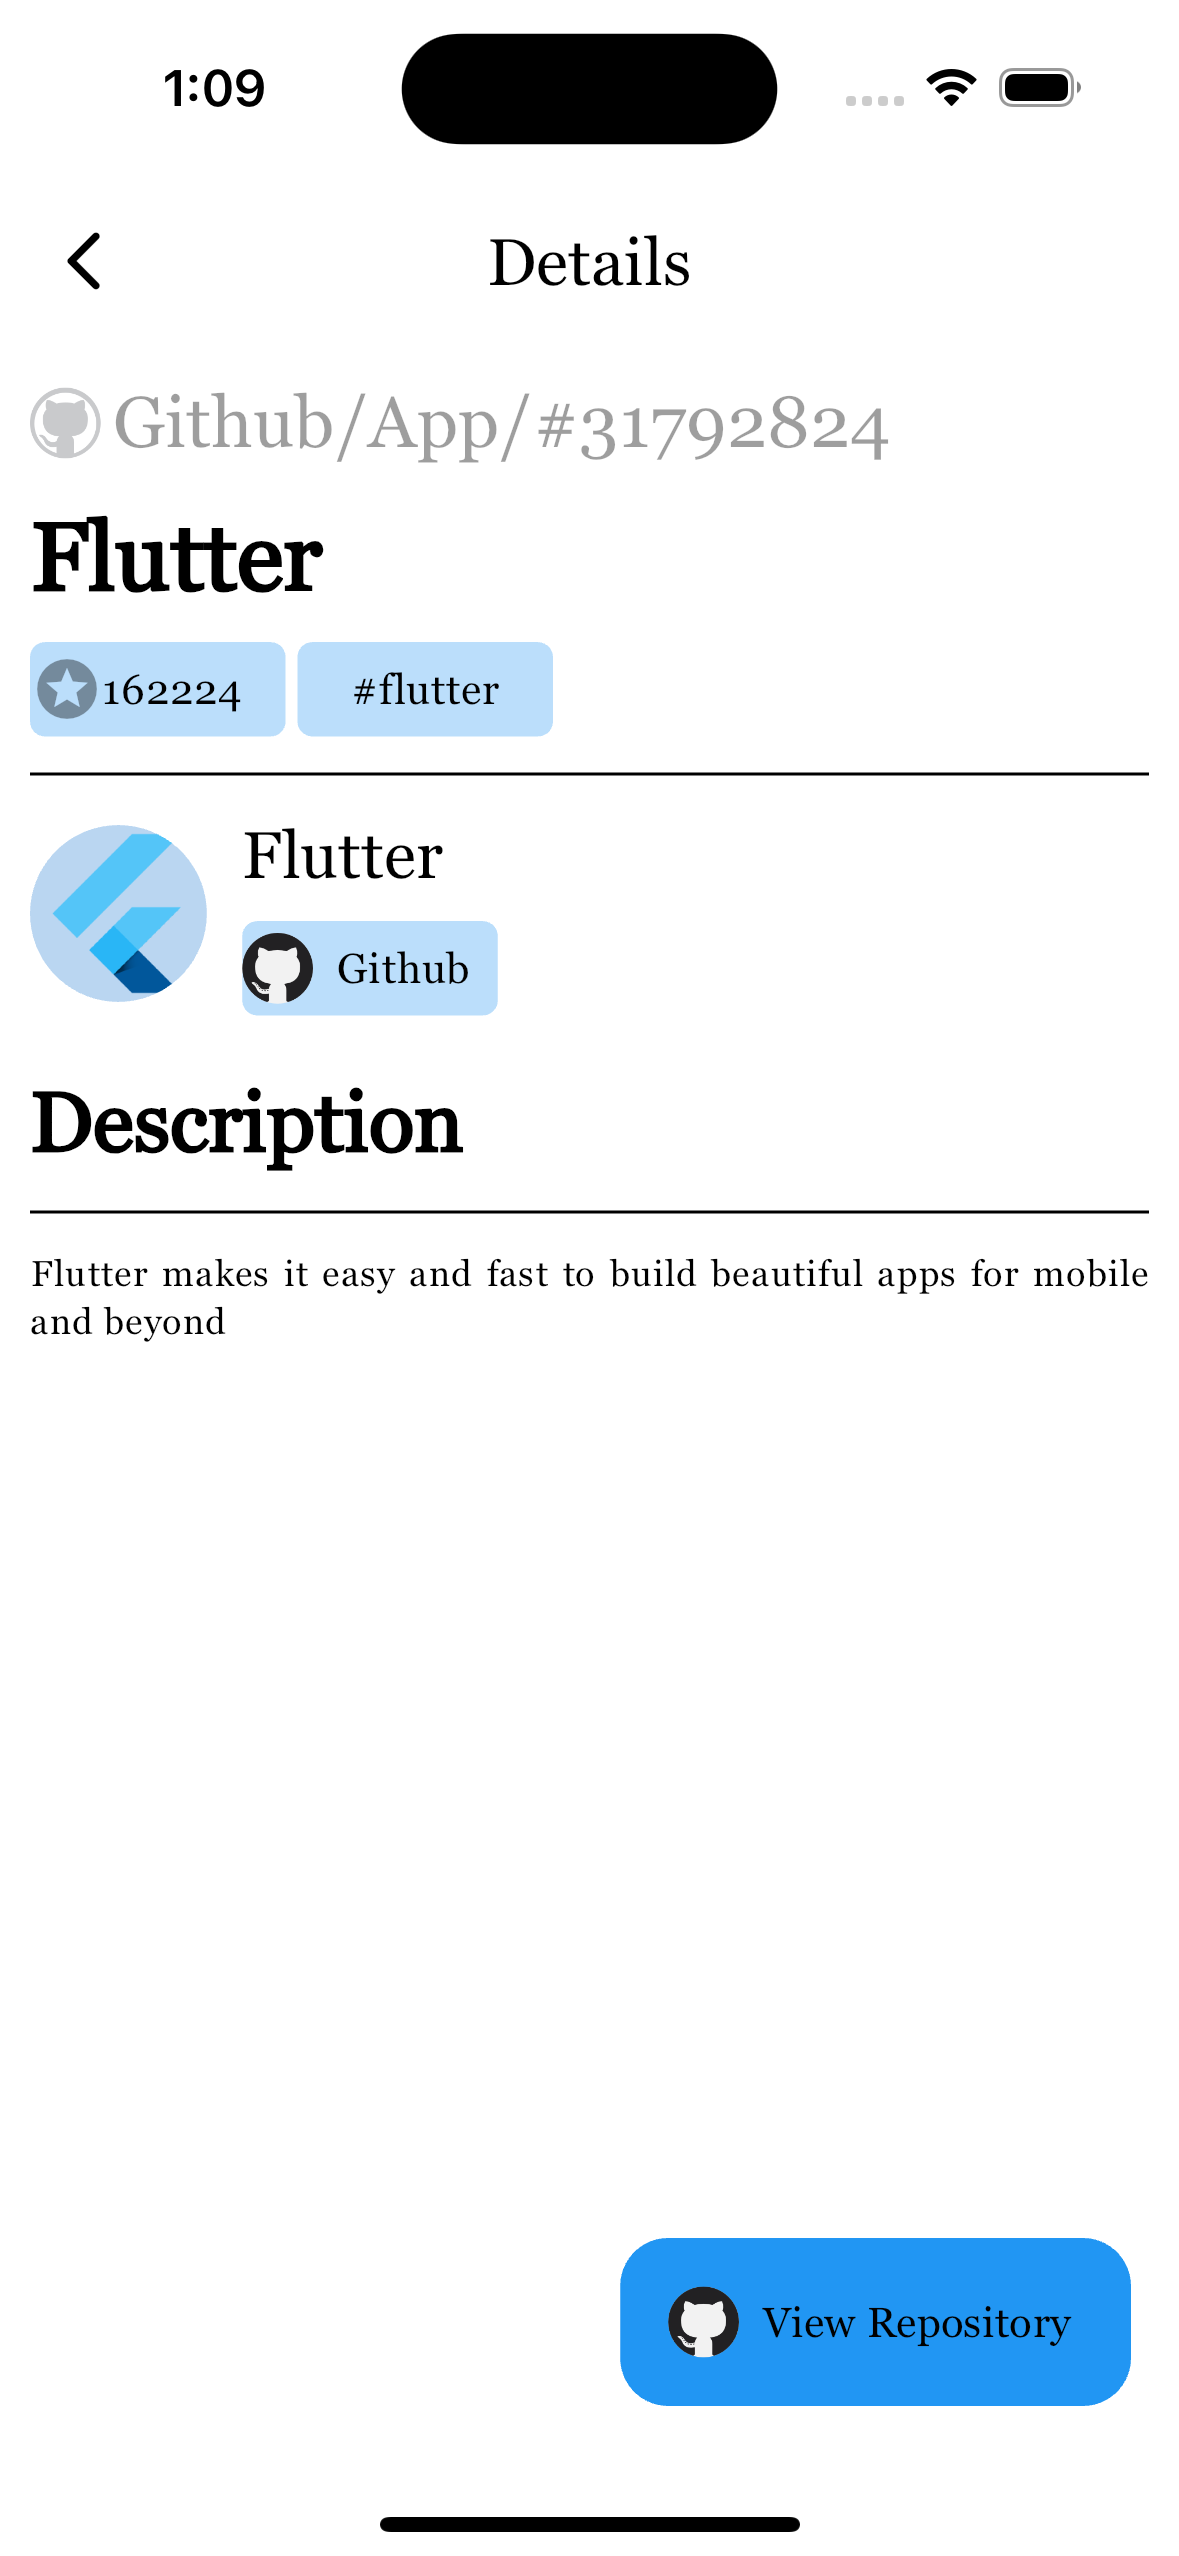 1:09
Details
Github/App/#31792824
Flutter
162224
#flutter
Flutter
Github
Description
Flutter makes it easy and fast to build beautiful apps for mobile
and beyond
View Repository